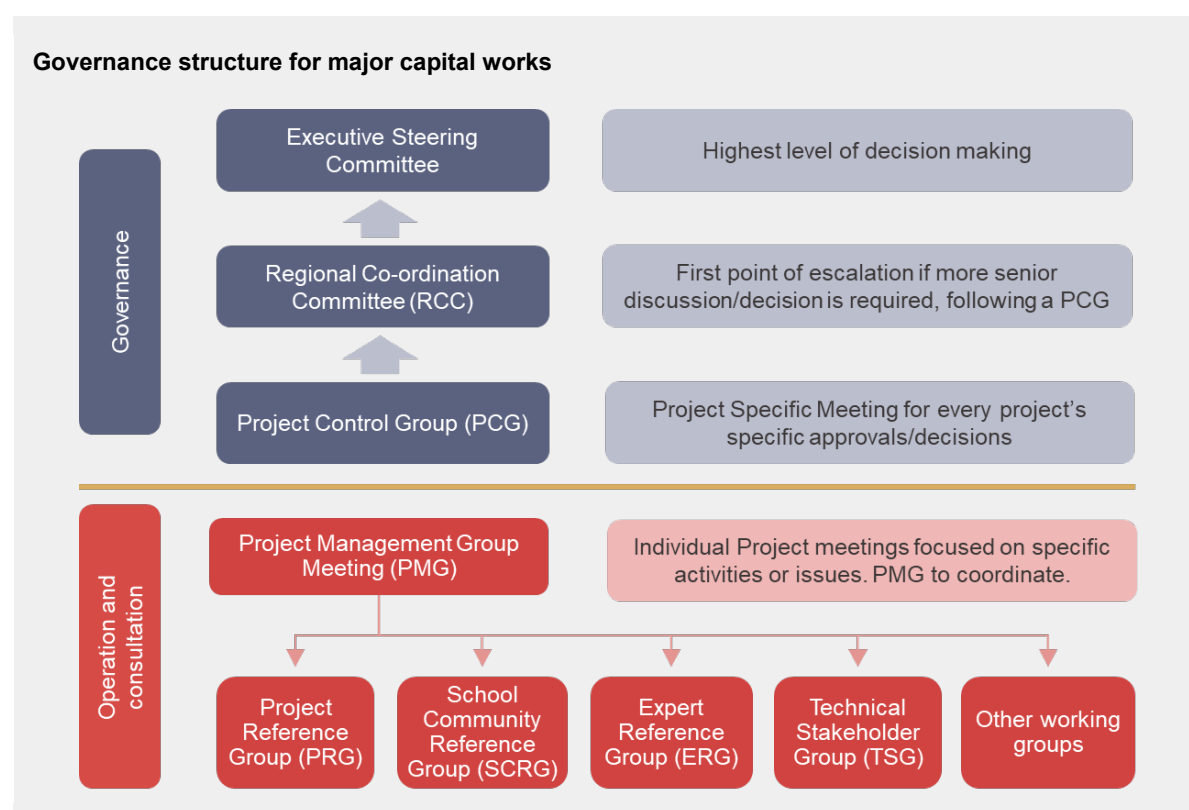 Governance structure for major capital works
Governance
Executive Steering
Committee
Highest level of decision making
Regional Co-ordination
Committee (RCC)
First point of escalation if more senior
discussion/decision is required, following a PCG
Project Control Group (PCG)
Project Specific Meeting for every project's
specific approvals/decisions
Operation and
consultation
Project Management Group
Meeting (PMG)
Individual Project meetings focused on specific
activities or issues. PMG to coordinate.
Project
Reference
Group (PRG)
School
Community
Reference
Group (SCRG)
Expert
Reference
Group (ERG)
Technical
Stakeholder
Group (TSG)
Other working
groups